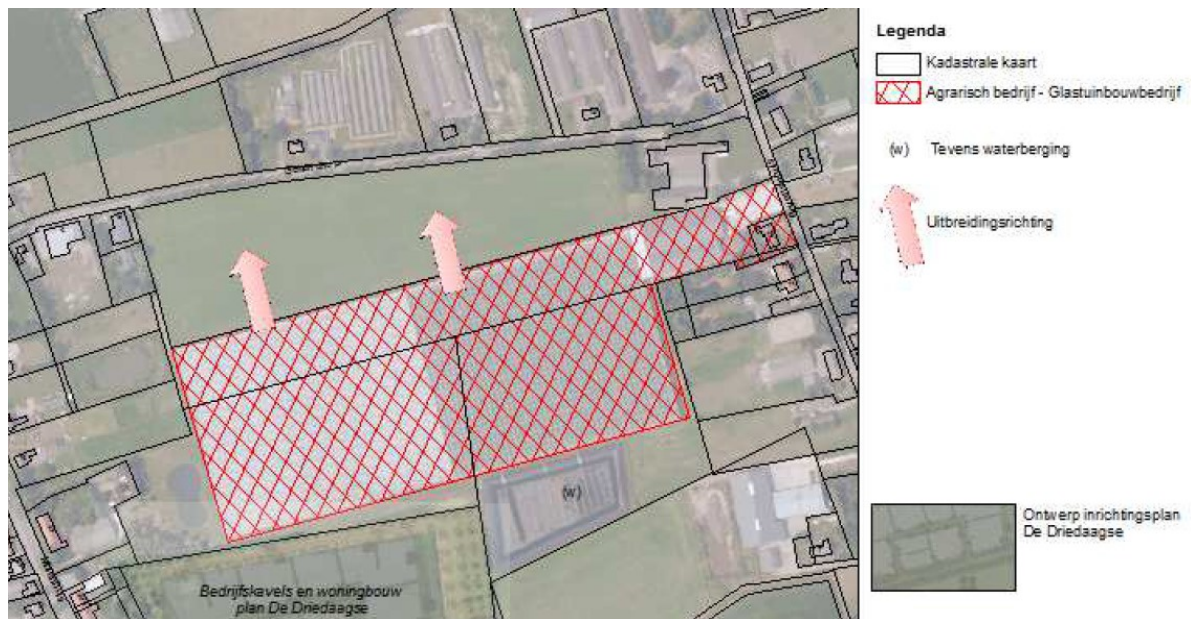 Legenda
Kadastrale kaart
Agrarisch bedrijf - Glastuinbouwbedrijf
(w) Tevens waterberging
Uitbreidingsrichting
Ontwerp inrichtingsplan
De Driedaagse
(w)
Bedrijfskavels en woningbouw
plan De Driedaagse